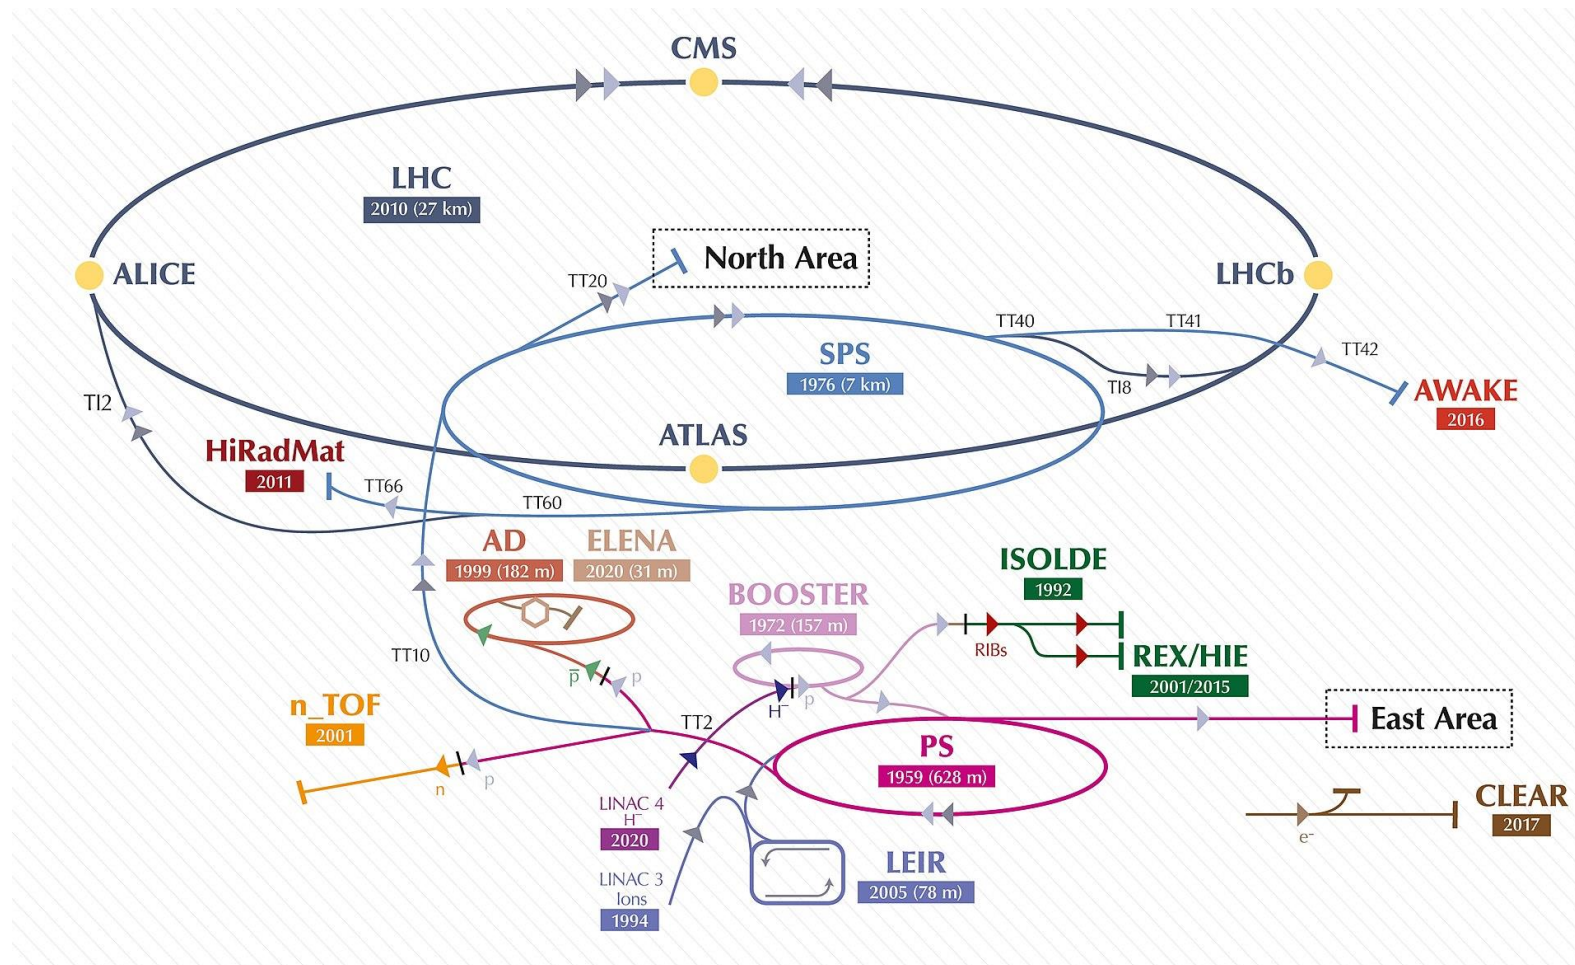 CMS
LHC
2010 (27 km)
North Area
TT20
ALICE
LHCb
TT40
TT41
TT42
SPS
1976 (7 km)
TI8
AWAKE
2016
TI2
ATLAS
HiRadMat
2011
TT66
TT60
AD
1999 (182 m)
ELENA
2020 (31 m)
ISOLDE
1992
BOOSTER
1972 (157 m)
RIBs
REX/HIE
2001/2015
TT10
p̅
p
H⁻
p
n_TOF
2001
TT2
East Area
PS
1959 (628 m)
p
n
LINAC 4
H⁻
2020
CLEAR
2017
e⁻
LEIR
2005 (78 m)
LINAC 3
Ions
1994